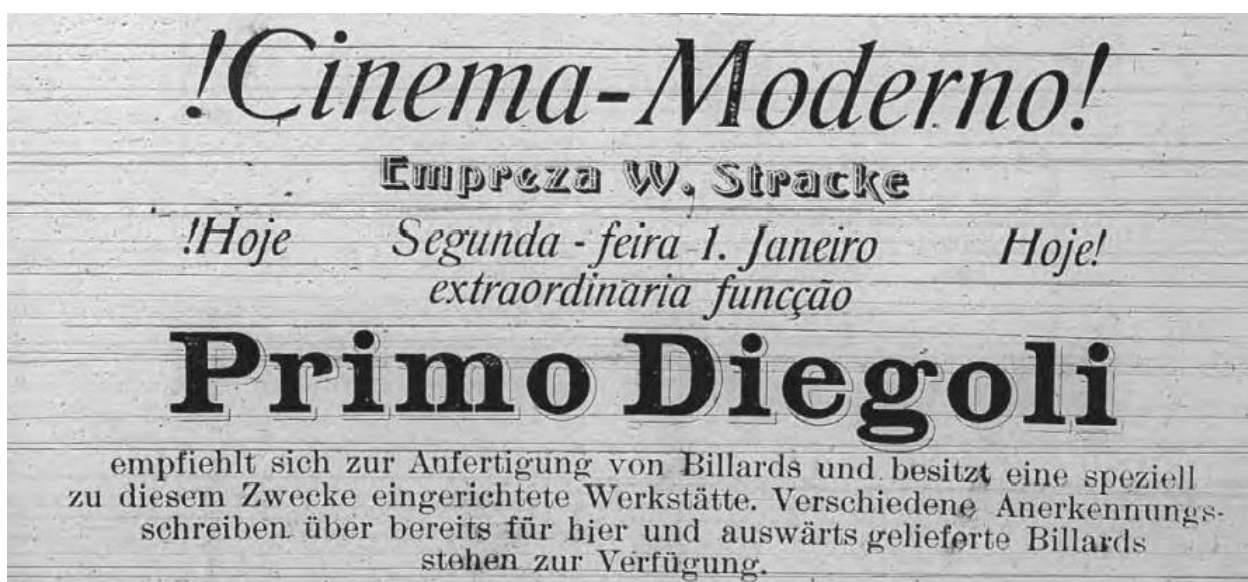 !Cinema-Moderno!
Empreza W. Stracke
!Hoje Segunda - feira 1. Janeiro Hoje!
extraordinaria funcção
Primo Diegoli
empfiehlt sich zur Anfertigung von Billards und besitzt eine speziell
zu diesem Zwecke eingerichtete Werkstätte. Verschiedene Anerkennungs-
schreiben über bereits für hier und auswärts gelieferte Billards
stehen zur Verfügung.